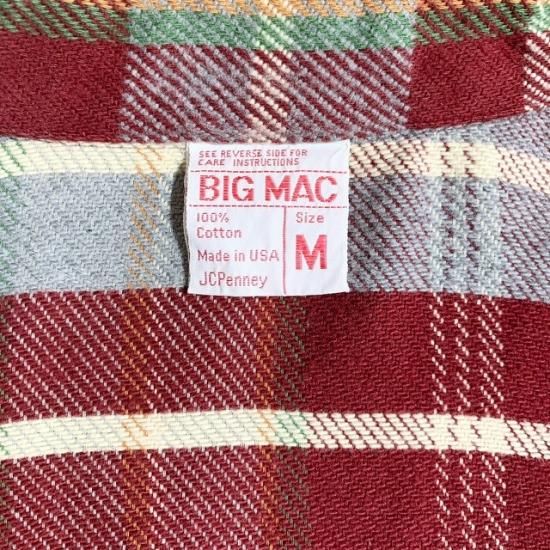 SEE REVERSE SIDE FOR
CARE INSTRUCTIONS
BIG MAC
100%
Cotton
Made in USA
JCPenney
Size
M